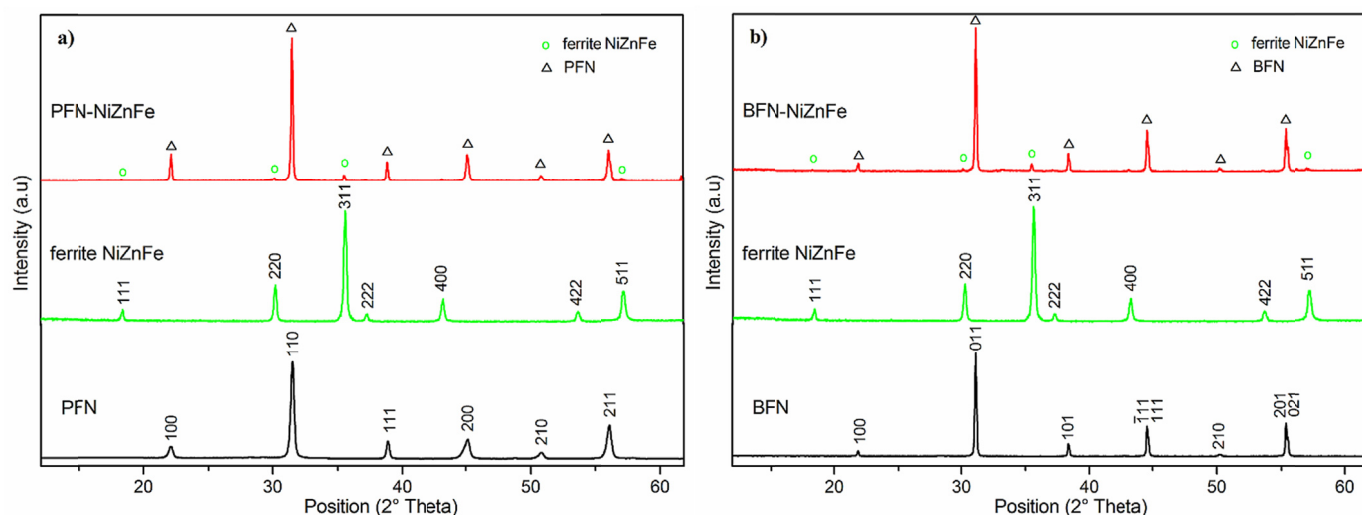 a)
ferrite NiZnFe
PFN
PFN-NiZnFe
ferrite NiZnFe
111
220
311
222
400
422
511
PFN
100
110
111
200
210
211
20
30
40
50
60
Position (2° Theta)
Intensity (a.u)
b)
ferrite NiZnFe
BFN
BFN-NiZnFe
ferrite NiZnFe
111
220
311
222
400
422
511
BFN
100
011
101
1̅11
111
210
201
021
20
30
40
50
60
Position (2° Theta)
Intensity (a.u)